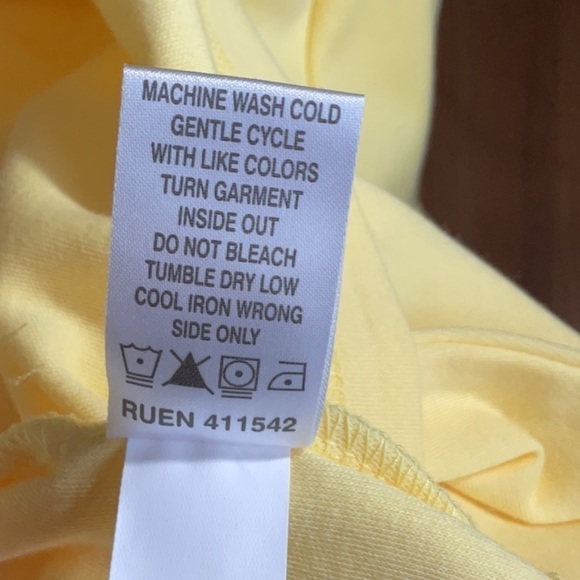 MACHINE WASH COLD
GENTLE CYCLE
WITH LIKE COLORS
TURN GARMENT
INSIDE OUT
DO NOT BLEACH
TUMBLE DRY LOW
COOL IRON WRONG
SIDE ONLY
RUEN 411542